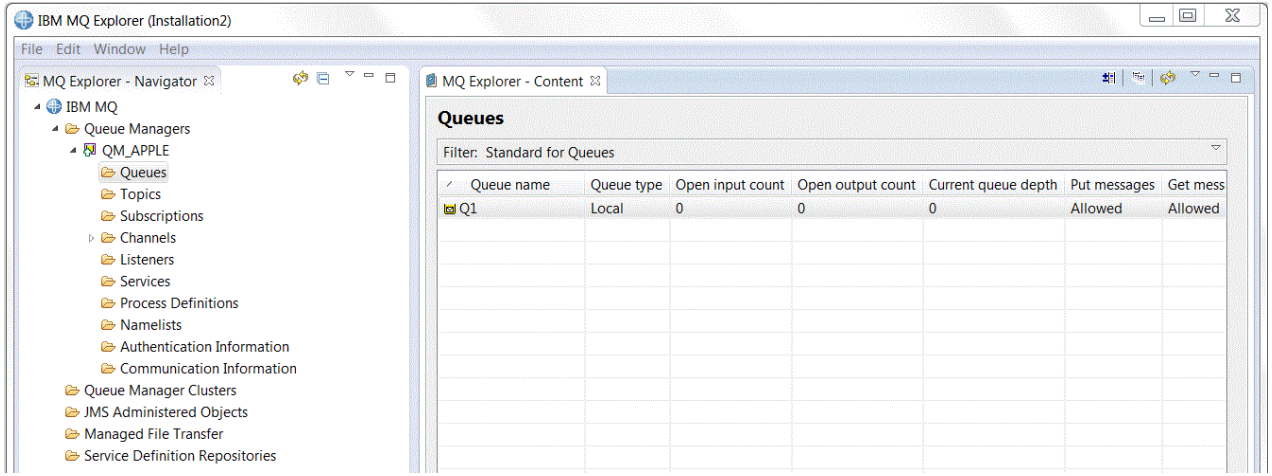 IBM MQ Explorer (Installation2)
File Edit Window Help
MQ Explorer - Navigator
IBM MQ
Queue Managers
QM_APPLE
Queues
Topics
Subscriptions
Channels
Listeners
Services
Process Definitions
Namelists
Authentication Information
Communication Information
Queue Manager Clusters
JMS Administered Objects
Managed File Transfer
Service Definition Repositories
MQ Explorer - Content
Queues
Filter: Standard for Queues
Queue name Queue type Open input count Open output count Current queue depth Put messages Get mess
Q1 Local 0 0 0 Allowed Allowed